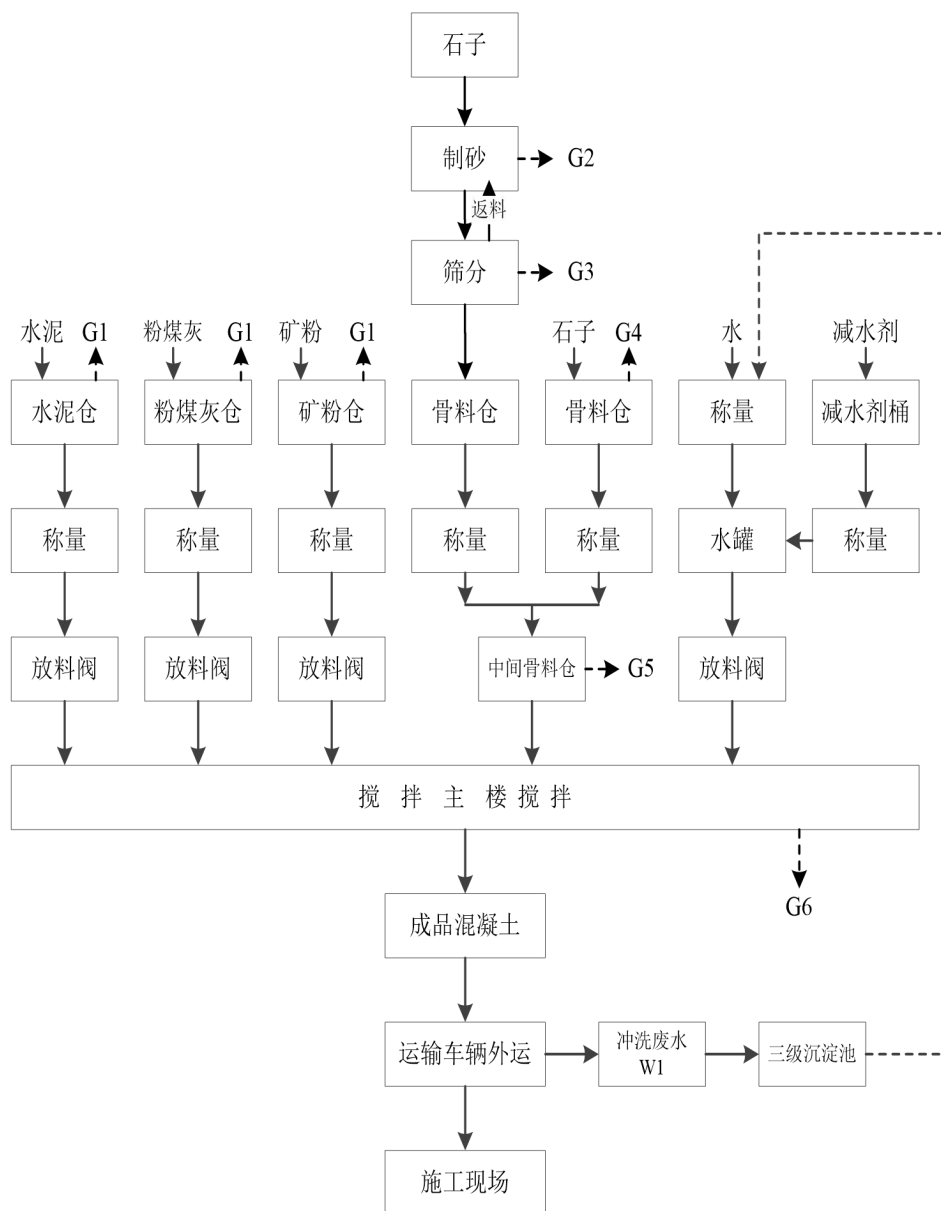 石子
制砂
G2
返料
筛分
G3
水泥
G1
粉煤灰
G1
矿粉
G1
石子
G4
水
减水剂
水泥仓
粉煤灰仓
矿粉仓
骨料仓
骨料仓
称量
减水剂桶
称量
称量
称量
称量
称量
水罐
称量
放料阀
放料阀
放料阀
中间骨料仓
G5
放料阀
搅 拌 主 楼 搅 拌
G6
成品混凝土
运输车辆外运
冲洗废水
W1
三级沉淀池
施工现场